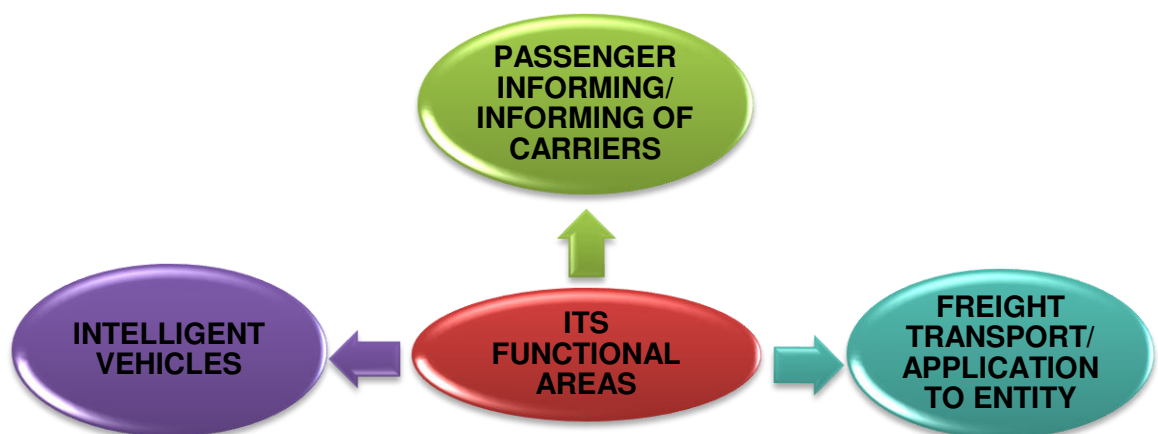 PASSENGER
INFORMING/
INFORMING OF
CARRIERS
INTELLIGENT
VEHICLES
ITS
FUNCTIONAL
AREAS
FREIGHT
TRANSPORT/
APPLICATION
TO ENTITY